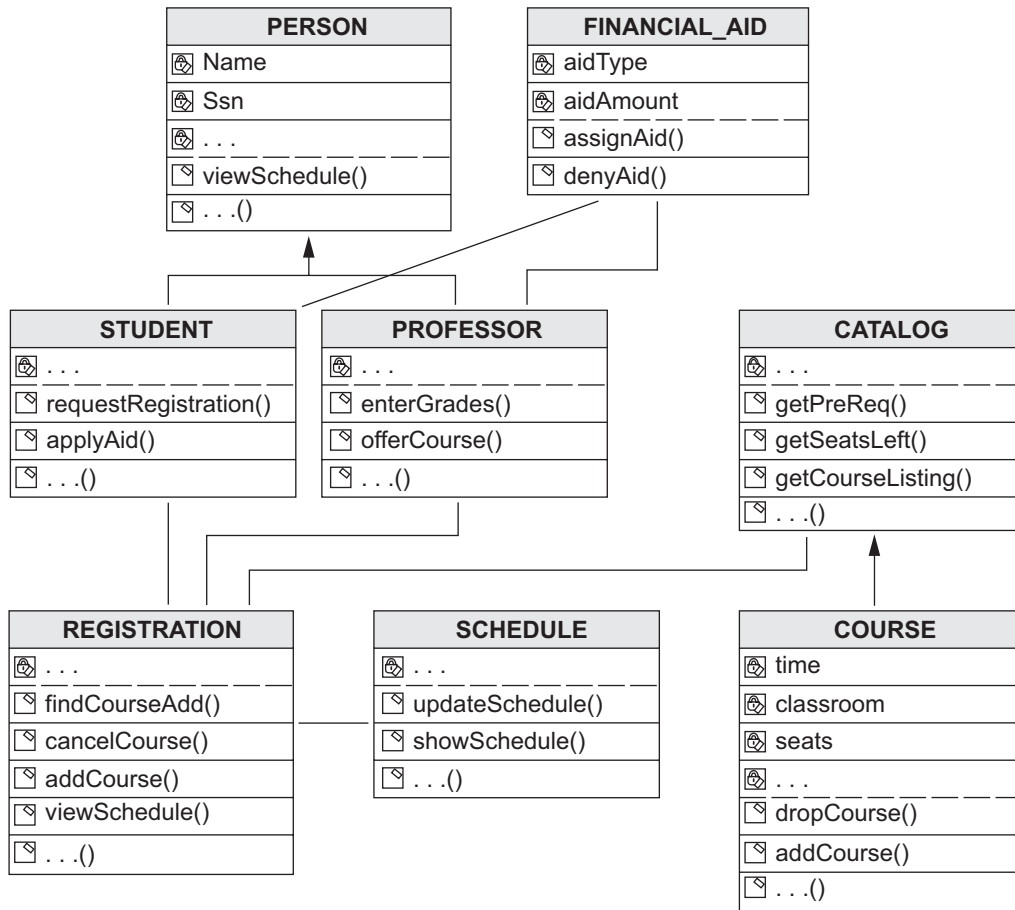 PERSON
Name
Ssn
. . .
viewSchedule()
. . .()
FINANCIAL_AID
aidType
aidAmount
assignAid()
denyAid()
STUDENT
. . .
requestRegistration()
applyAid()
. . .()
PROFESSOR
. . .
enterGrades()
offerCourse()
. . .()
CATALOG
. . .
getPreReq()
getSeatsLeft()
getCourseListing()
. . .()
REGISTRATION
. . .
findCourseAdd()
cancelCourse()
addCourse()
viewSchedule()
. . .()
SCHEDULE
. . .
updateSchedule()
showSchedule()
. . .()
COURSE
time
classroom
seats
. . .
dropCourse()
addCourse()
. . .()